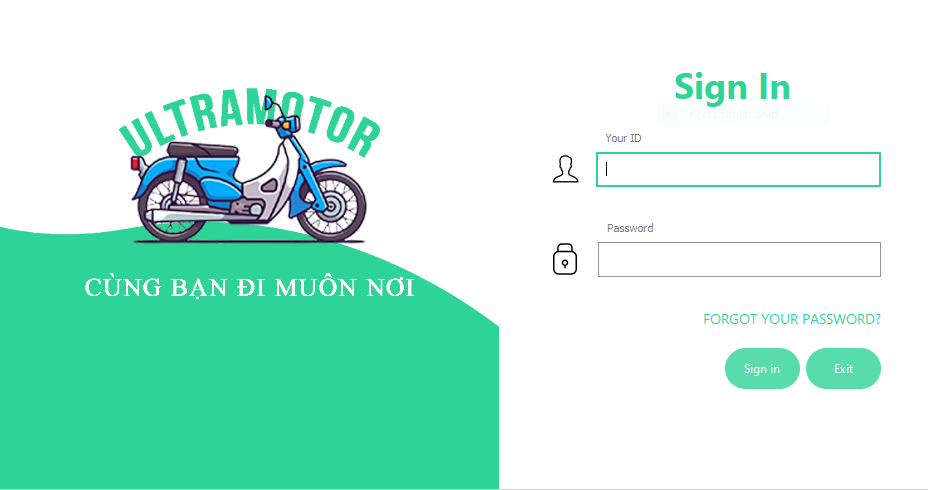 ULTRAMOTOR
CÙNG BẠN ĐI MUÔN NƠI
Sign In
Your ID
Password
FORGOT YOUR PASSWORD?
Sign in
Exit